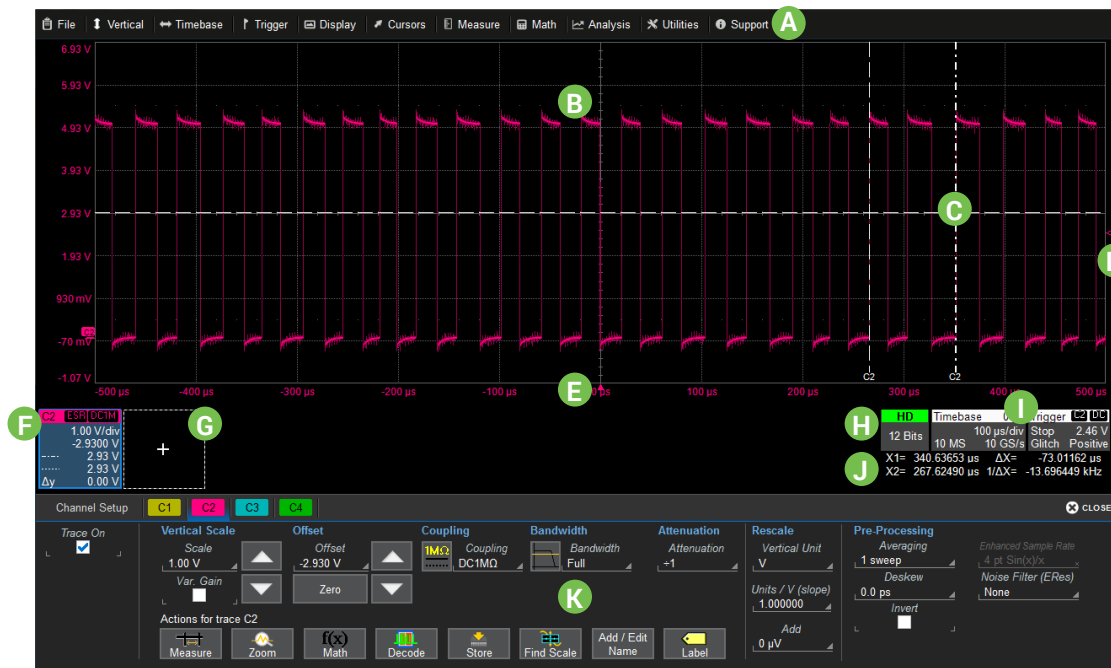 File Vertical Timebase Trigger Display Cursors Measure Math Analysis Utilities Support A
6.93 V
5.93 V
B
4.93 V
3.93 V
2.93 V
C
1.93 V
930 mV
C2
-70 mV
-1.07 V
C2 C2
-500 µs -400 µs -300 µs -200 µs -100 µs E 100 µs 200 µs 300 µs 500 µs
F C2 DC1M G H HD Timebase I Trigger C2 DC
1.00 V/div 12 Bits 100 µs/div Stop 2.46 V
-2.9300 V + 10 MS 10 GS/s Glitch Positive
2.93 V J X1= 340.63653 µs ΔX= -73.01162 µs
2.93 V X2= 267.62490 µs 1/ΔX= -13.696449 kHz
Δy 0.00 V
Channel Setup C1 C2 C3 C4 CLOSE
Trace On Vertical Scale Offset Coupling Bandwidth Attenuation Rescale Pre-Processing
Scale Offset 1MΩ Coupling Bandwidth Attenuation Vertical Unit Averaging Enhanced Sample Rate
1.00 V -2.930 V DC1MΩ Full ÷1 V 1 sweep 4 pt Sin(x)/x
Var. Gain Zero K Units / V (slope) Deskew Noise Filter (ERes)
1.000000 0.0 ps None
Actions for trace C2 Add Invert
Measure Zoom f(x) Math Decode Store Find Scale Add / Edit Name Label 0 µV